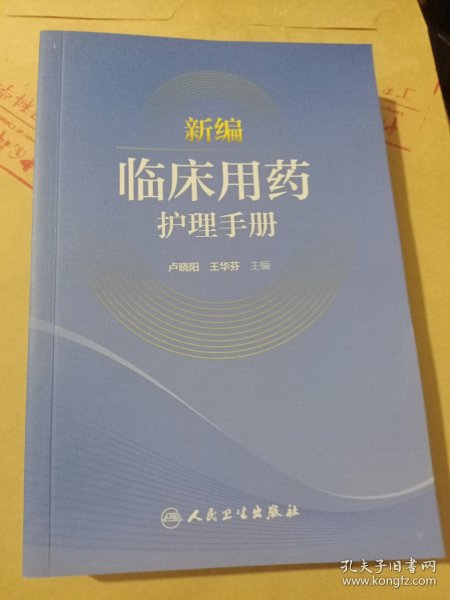 新编
临床用药
护理手册
卢晓阳 王华芬 主编
人民卫生出版社
孔夫子旧书网
www.kongfz.com